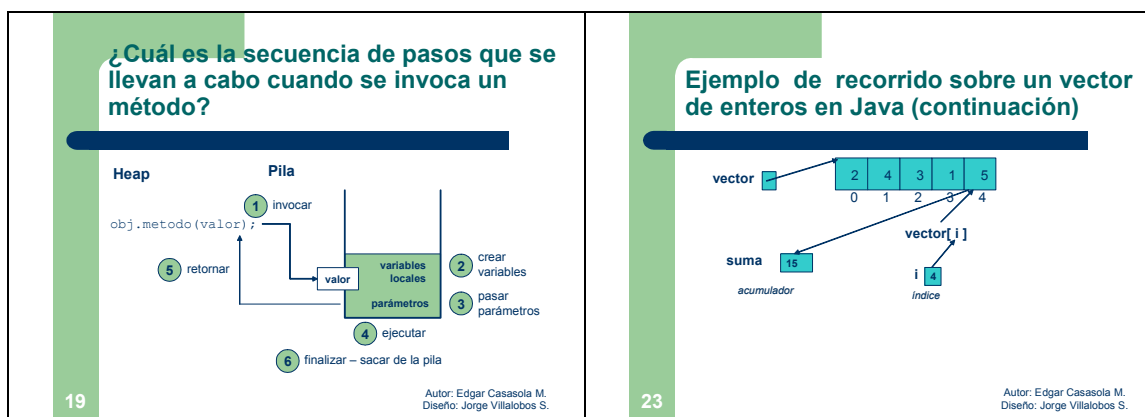 ¿Cuál es la secuencia de pasos que se
llevan a cabo cuando se invoca un
método?
Heap
Pila
1 invocar
obj.metodo(valor);
5 retornar
valor
variables
locales
parámetros
2 crear
variables
3 pasar
parámetros
4 ejecutar
6 finalizar – sacar de la pila
19
Autor: Edgar Casasola M.
Diseño: Jorge Villalobos S.
Ejemplo de recorrido sobre un vector
de enteros en Java (continuación)
vector
2 4 3 1 5
0 1 2 3 4
vector[ i ]
suma 15
acumulador
i 4
índice
23
Autor: Edgar Casasola M.
Diseño: Jorge Villalobos S.